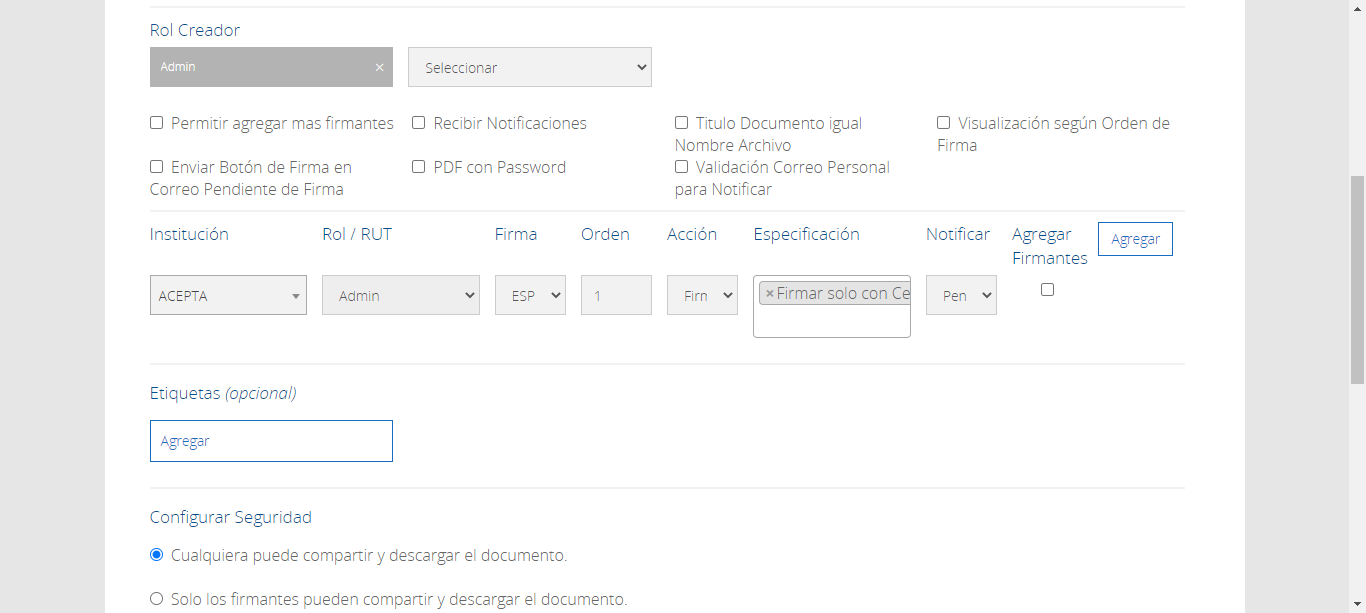 Rol Creador
Admin × Seleccionar
Permitir agregar mas firmantes
Recibir Notificaciones
Titulo Documento igual
Nombre Archivo
Visualización según Orden de
Firma
Enviar Botón de Firma en
Correo Pendiente de Firma
PDF con Password
Validación Correo Personal
para Notificar
Institución Rol / RUT Firma Orden Acción Especificación Notificar Agregar
Firmantes
Agregar
ACEPTA Admin ESP 1 Firn ×Firmar solo con Ce Pen
Etiquetas (opcional)
Agregar
Configurar Seguridad
Cualquiera puede compartir y descargar el documento.
Solo los firmantes pueden compartir y descargar el documento.